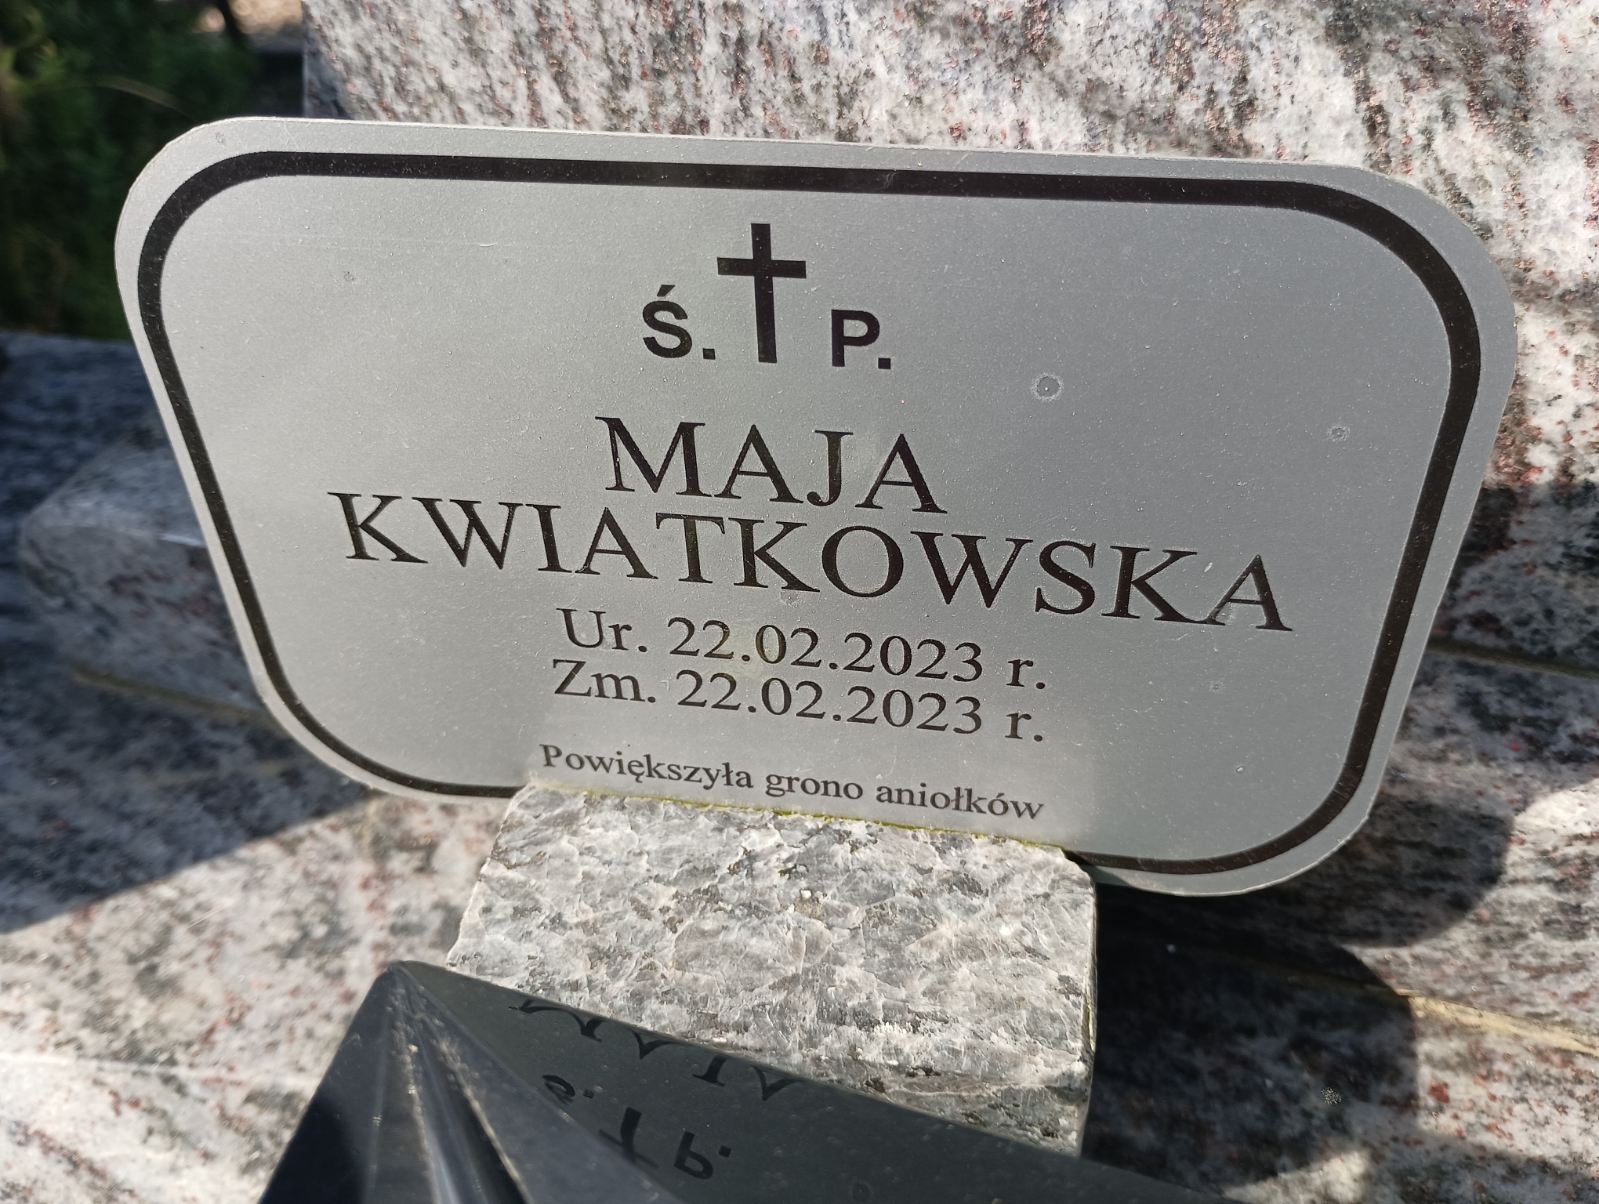 Ś. P.
MAJA
KWIATKOWSKA
Ur. 22.02.2023 r.
Zm. 22.02.2023 r.
Powiększyła grono aniołków